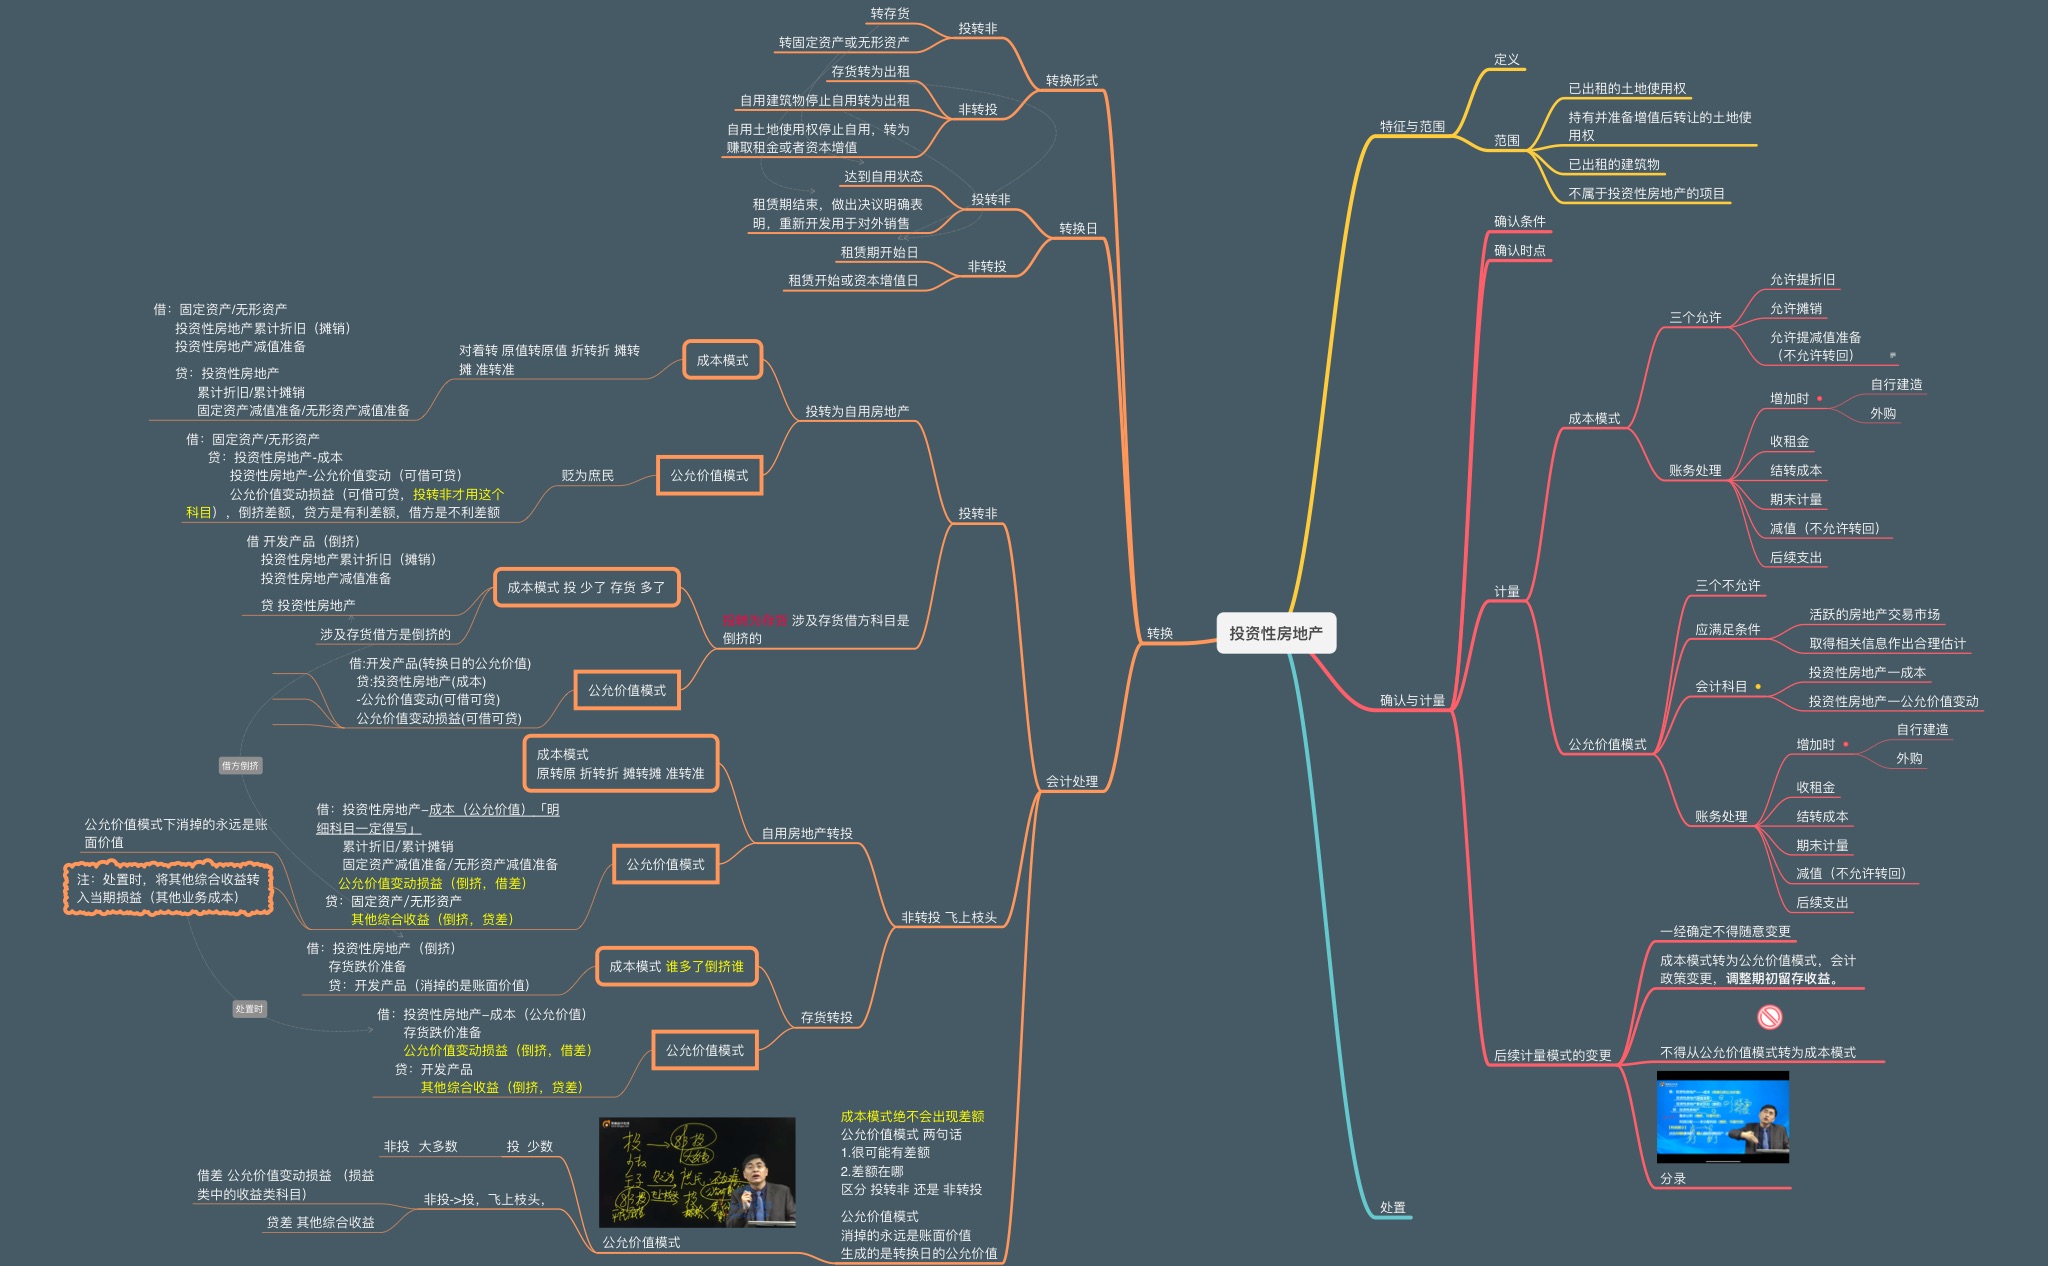 投资性房地产
特征与范围
定义
范围
已出租的土地使用权
持有并准备增值后转让的土地使
用权
已出租的建筑物
不属于投资性房地产的项目
确认与计量
确认条件
确认时点
计量
成本模式
三个允许
允许提折旧
允许摊销
允许提减值准备
（不允许转回）
账务处理
增加时
自行建造
外购
收租金
结转成本
期末计量
减值（不允许转回）
后续支出
公允价值模式
三个不允许
应满足条件
活跃的房地产交易市场
取得相关信息作出合理估计
会计科目
投资性房地产—成本
投资性房地产—公允价值变动
账务处理
增加时
自行建造
外购
收租金
结转成本
期末计量
减值（不允许转回）
后续支出
后续计量模式的变更
一经确定不得随意变更
成本模式转为公允价值模式，会计
政策变更，调整期初留存收益。
不得从公允价值模式转为成本模式
分录
处置
转换
转换形式
投转非
转存货
转固定资产或无形资产
非转投
存货转为出租
自用建筑物停止自用转为出租
自用土地使用权停止自用，转为
赚取租金或者资本增值
转换日
投转非
达到自用状态
租赁期结束，做出决议明确表
明，重新开发用于对外销售
非转投
租赁期开始日
租赁开始或资本增值日
会计处理
投转非
投转为自用房地产
成本模式
对着转 原值转原值 折转折 摊转
摊 准转准
借：固定资产/无形资产
投资性房地产累计折旧（摊销）
投资性房地产减值准备
贷：投资性房地产
累计折旧/累计摊销
固定资产减值准备/无形资产减值准备
公允价值模式
贬为庶民
借：固定资产/无形资产
贷：投资性房地产-成本
投资性房地产-公允价值变动（可借可贷）
公允价值变动损益（可借可贷，投转非才用这个
科目），倒挤差额，贷方是有利差额，借方是不利差额
涉及存货借方科目是
倒挤的
成本模式 投 少了 存货 多了
借 开发产品（倒挤）
投资性房地产累计折旧（摊销）
投资性房地产减值准备
贷 投资性房地产
涉及存货借方是倒挤的
公允价值模式
借:开发产品(转换日的公允价值)
贷:投资性房地产(成本)
-公允价值变动(可借可贷)
公允价值变动损益(可借可贷)
借方倒挤
非转投 飞上枝头
自用房地产转投
成本模式
原转原 折转折 摊转摊 准转准
公允价值模式
借：投资性房地产–成本（公允价值）「明
细科目一定得写」
累计折旧/累计摊销
固定资产减值准备/无形资产减值准备
公允价值变动损益（倒挤，借差）
贷：固定资产/无形资产
其他综合收益（倒挤，贷差）
公允价值模式下消掉的永远是账
面价值
注：处置时，将其他综合收益转
入当期损益（其他业务成本）
处置时
存货转投
成本模式 谁多了倒挤谁
借：投资性房地产（倒挤）
存货跌价准备
贷：开发产品（消掉的是账面价值）
公允价值模式
借：投资性房地产–成本（公允价值）
存货跌价准备
公允价值变动损益（倒挤，借差）
贷：开发产品
其他综合收益（倒挤，贷差）
成本模式绝不会出现差额
公允价值模式 两句话
1.很可能有差额
2.差额在哪
区分 投转非 还是 非转投
公允价值模式
消掉的永远是账面价值
生成的是转换日的公允价值
公允价值模式
投 少数
非投 大多数
非投->投，飞上枝头，
借差 公允价值变动损益 （损益
类中的收益类科目）
贷差 其他综合收益